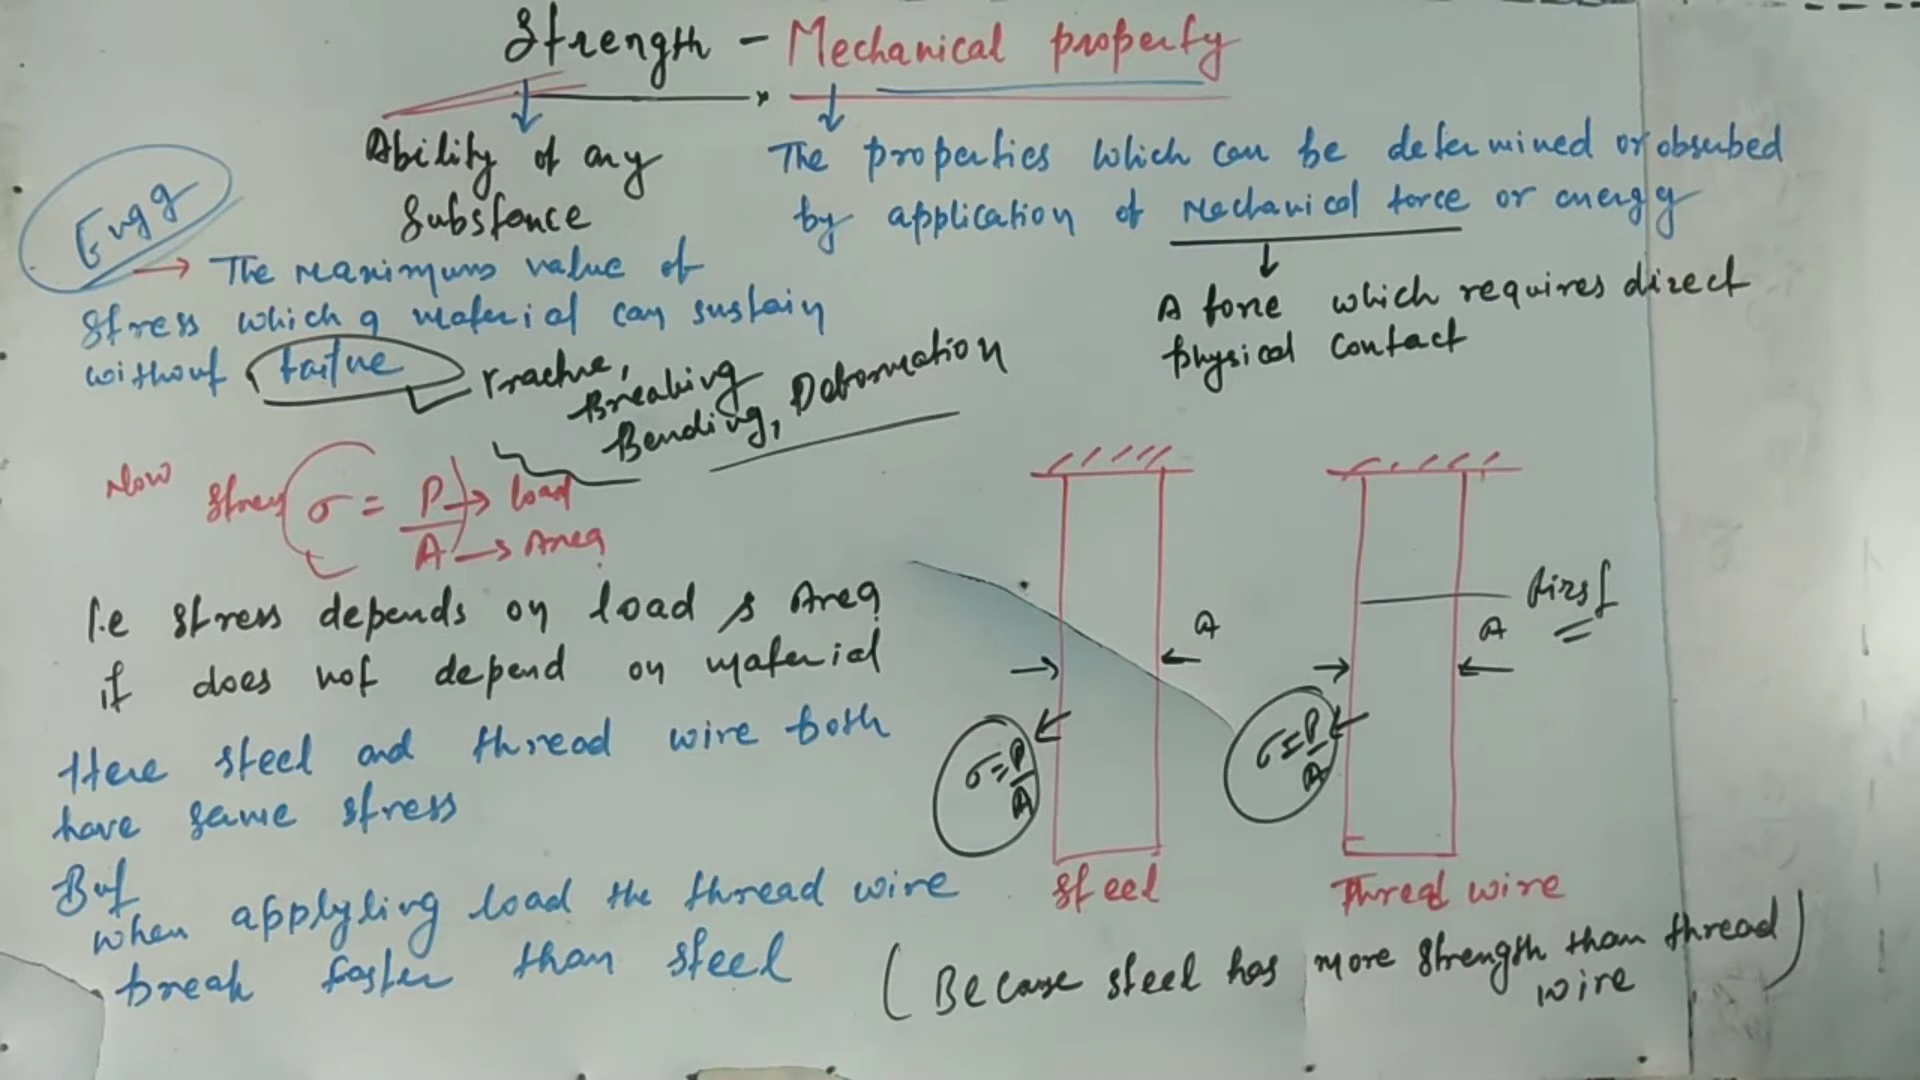 Strength - Mechanical property
Ability of any
Substance
The properties which can be determined or obserbed
by application of Mechanical force or energy
Engg
→ The maximum value of
stress which a material can sustain
without failure
Fracture,
Breaking
Bending, Deformation
A force which requires direct
physical contact
Now stress σ = P/A → load
→ Area
I.e stress depends on load & Area
it does not depend on material
Here steel and thread wire both
have same stress
But
when applyling load the thread wire
break faster than steel
A
σ=P/A
steel
first
A
σ=P/A
Thread wire
(Because steel has more strength than thread
wire)